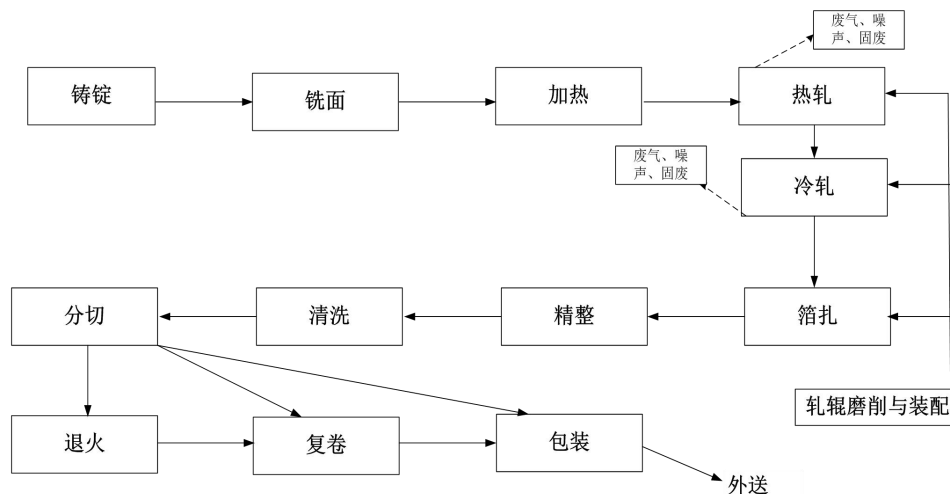 废气、噪
声、固废
铸锭
铣面
加热
热轧
废气、噪
声、固废
冷轧
分切
清洗
精整
箔扎
轧辊磨削与装配
退火
复卷
包装
外送